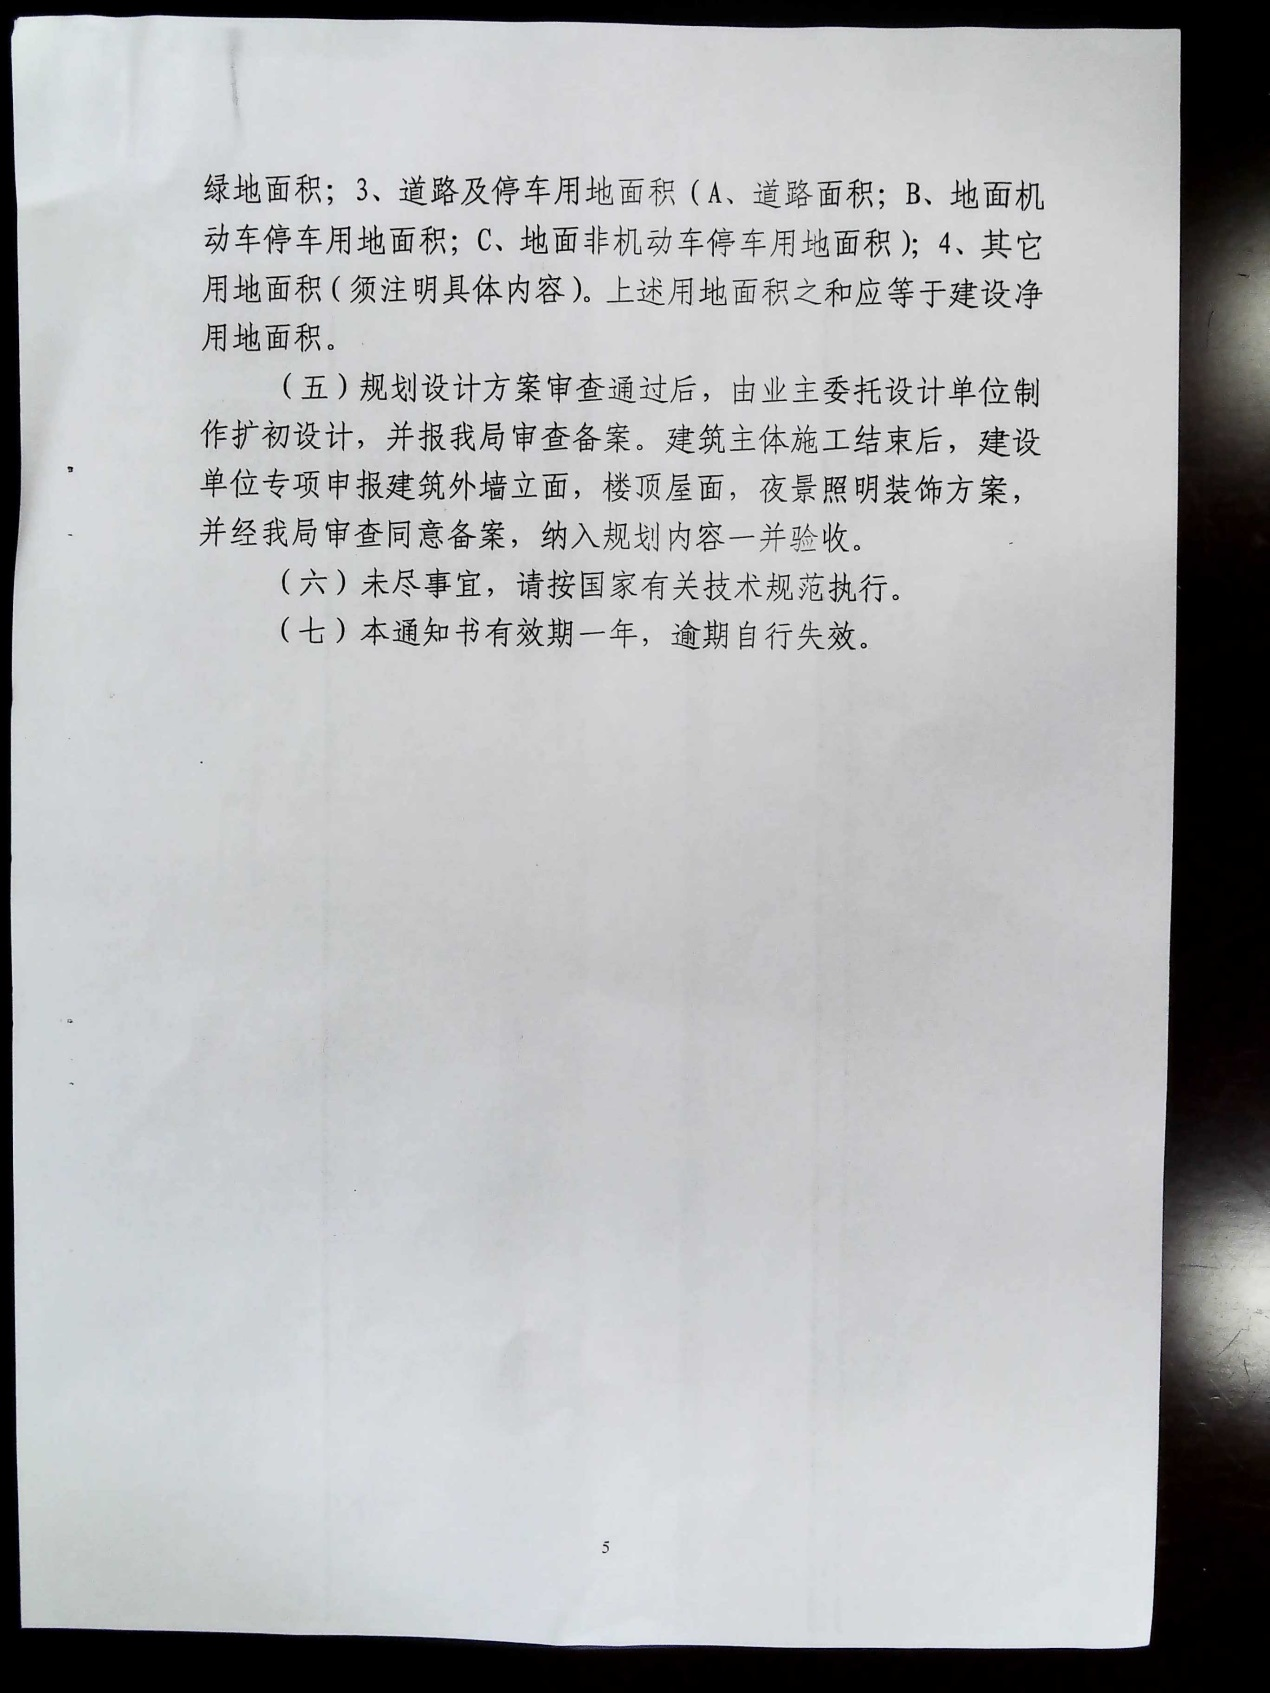 绿地面积；3、道路及停车用地面积（A、道路面积；B、地面机
动车停车用地面积；C、地面非机动车停车用地面积）；4、其它
用地面积（须注明具体内容）。上述用地面积之和应等于建设净
用地面积。
（五）规划设计方案审查通过后，由业主委托设计单位制
作扩初设计，并报我局审查备案。建筑主体施工结束后，建设
单位专项申报建筑外墙立面，楼顶屋面，夜景照明装饰方案，
并经我局审查同意备案，纳入规划内容一并验收。
（六）未尽事宜，请按国家有关技术规范执行。
（七）本通知书有效期一年，逾期自行失效。
5